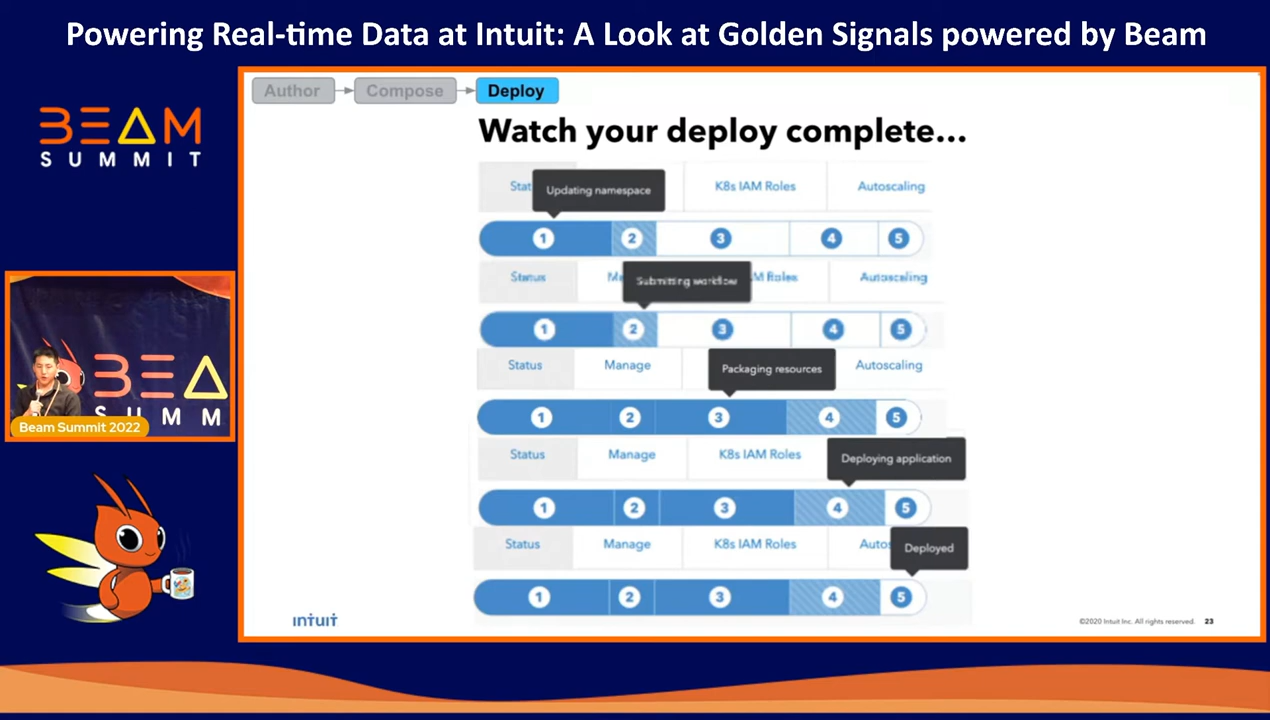 Powering Real-time Data at Intuit: A Look at Golden Signals powered by Beam
BEAM
SUMMIT
Author
Compose
Deploy
Watch your deploy complete...
Updating namespace
K8s IAM Roles
Autoscaling
1 2 3 4 5
Status
Submitting workflow
Autoscaling
1 2 3 4 5
Status
Manage
Packaging resources
Autoscaling
1 2 3 4 5
Status
Manage
K8s IAM Roles
Deploying application
1 2 3 4 5
Status
Manage
K8s IAM Roles
Deployed
1 2 3 4 5
BEAM
SUMM
Beam Summit 2022
intuit
©2020 Intuit Inc. All rights reserved.
23